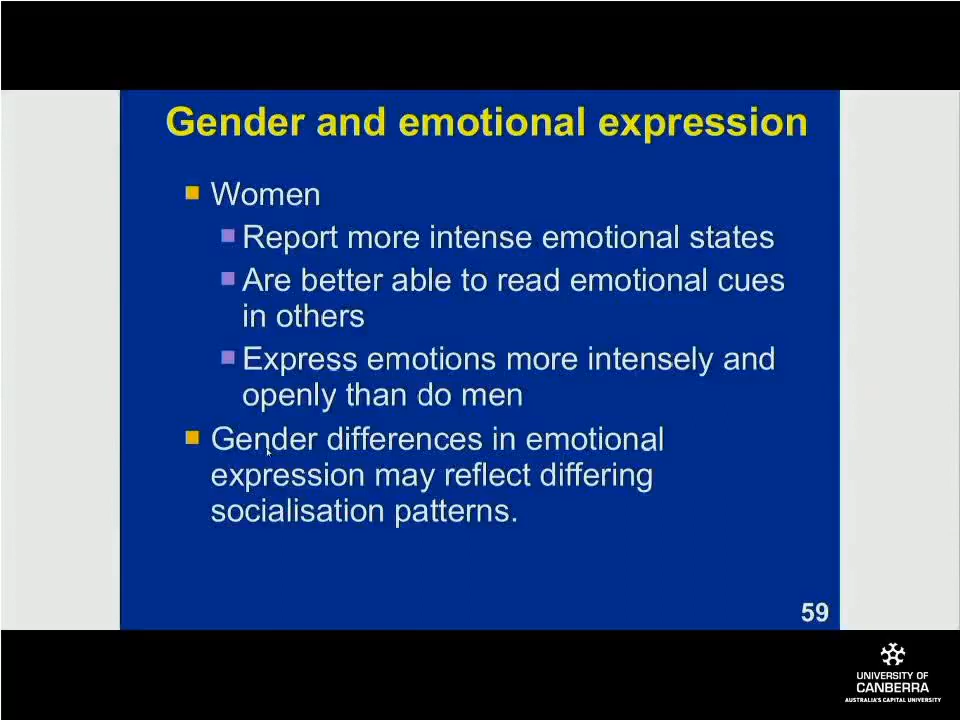 Gender and emotional expression
Women
Report more intense emotional states
Are better able to read emotional cues
in others
Express emotions more intensely and
openly than do men
Gender differences in emotional
expression may reflect differing
socialisation patterns.
59
UNIVERSITY OF
CANBERRA
AUSTRALIA'S CAPITAL UNIVERSITY